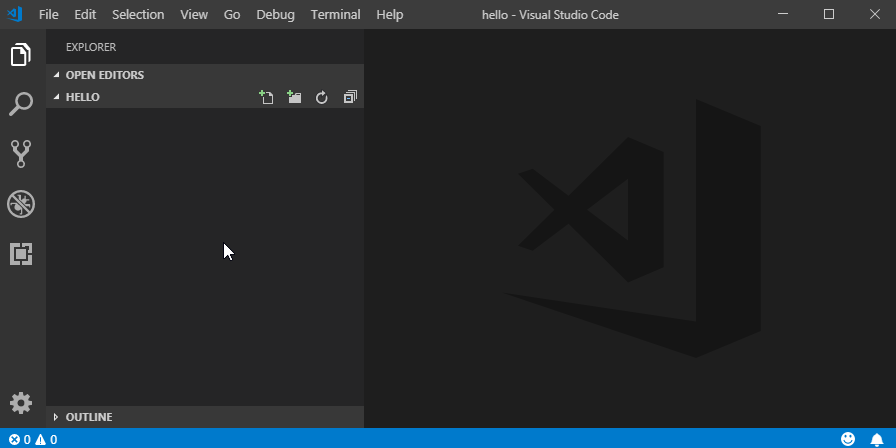 File Edit Selection View Go Debug Terminal Help hello - Visual Studio Code
EXPLORER
OPEN EDITORS
HELLO
OUTLINE
0 0